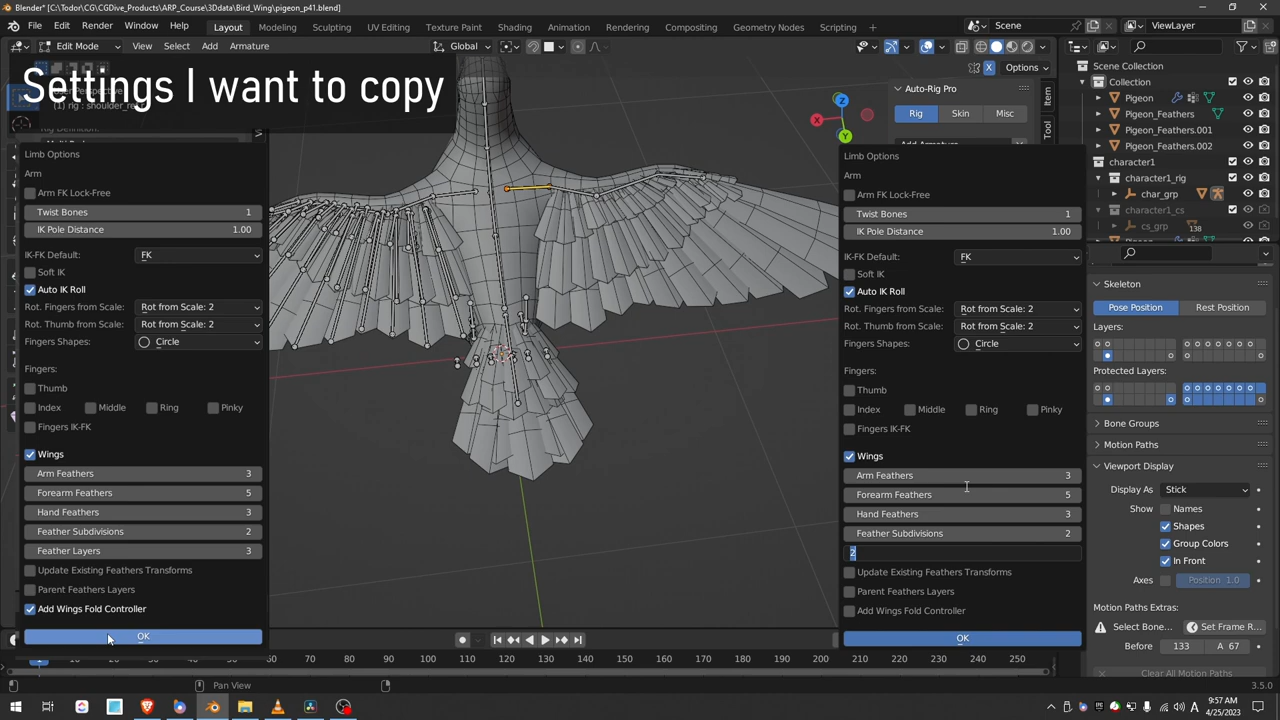 Blender* [C:\Todor\CG\CGDive_Products\ARP_Course\3Ddata\Bird_Wing\pigeon_p41.blend]
File Edit Render Window Help Layout Modeling Sculpting UV Editing Texture Paint Shading Animation Rendering Compositing Geometry Nodes Scripting Scene ViewLayer
Edit Mode View Select Add Armature Global
Settings I want to copy
Options
(1) rig : shoulder_re
Auto-Rig Pro
Rig Skin Misc
Item
Tool
Scene Collection
Collection
Pigeon
Pigeon_Feathers
Pigeon_Feathers.001
Pigeon_Feathers.002
character1
character1_rig
char_grp
character1_cs
cs_grp
138
Limb Options
Arm
Arm FK Lock-Free
Twist Bones 1
IK Pole Distance 1.00
IK-FK Default: FK
Soft IK
Auto IK Roll
Rot. Fingers from Scale: Rot from Scale: 2
Rot. Thumb from Scale: Rot from Scale: 2
Fingers Shapes: Circle
Fingers:
Thumb
Index Middle Ring Pinky
Fingers IK-FK
Wings
Arm Feathers 3
Forearm Feathers 5
Hand Feathers 3
Feather Subdivisions 2
Feather Layers 3
Update Existing Feathers Transforms
Parent Feathers Layers
Add Wings Fold Controller
OK
Limb Options
Arm
Arm FK Lock-Free
Twist Bones 1
IK Pole Distance 1.00
IK-FK Default: FK
Soft IK
Auto IK Roll
Rot. Fingers from Scale: Rot from Scale: 2
Rot. Thumb from Scale: Rot from Scale: 2
Fingers Shapes: Circle
Fingers:
Thumb
Index Middle Ring Pinky
Fingers IK-FK
Wings
Arm Feathers 3
Forearm Feathers 5
Hand Feathers 3
Feather Subdivisions 2
2
Update Existing Feathers Transforms
Parent Feathers Layers
Add Wings Fold Controller
OK
Skeleton
Pose Position Rest Position
Layers:
Protected Layers:
Bone Groups
Motion Paths
Viewport Display
Display As Stick
Show Names
Shapes
Group Colors
In Front
Axes Position 1.0
Motion Paths Extras:
Select Bone... Set Frame R...
Before 133 A 67
Clear All Motion Paths
60 70 80 90 100 110 120 130 140 150 160 170 180 190 200 210 220 230 240 250
Pan View
3.5.0
9:57 AM
4/25/2023